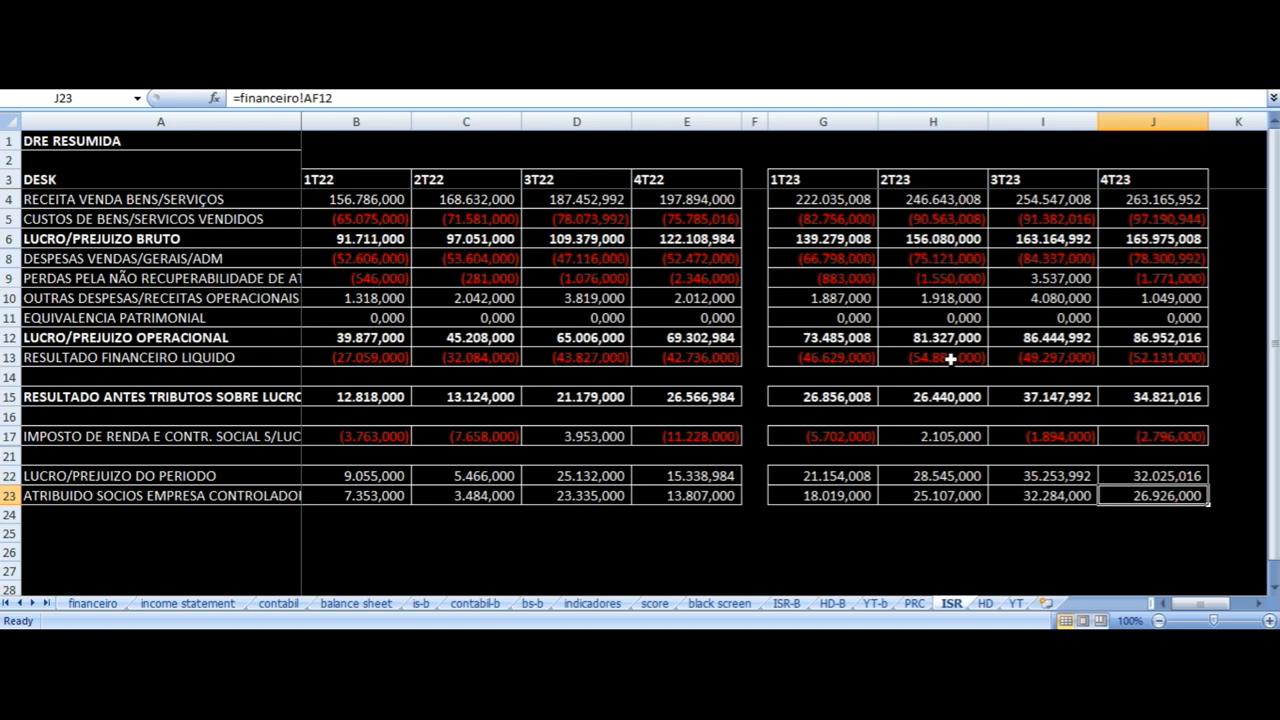 J23 fx =financeiro!AF12
A B C D E F G H I J K
1 DRE RESUMIDA
2
3 DESK 1T22 2T22 3T22 4T22 1T23 2T23 3T23 4T23
4 RECEITA VENDA BENS/SERVIÇOS 156.786,000 168.632,000 187.452,992 197.894,000 222.035,008 246.643,008 254.547,008 263.165,952
5 CUSTOS DE BENS/SERVICOS VENDIDOS (65.075,000) (71.581,000) (78.073,992) (75.785,016) (82.756,000) (90.563,008) (91.382,016) (97.190,944)
6 LUCRO/PREJUIZO BRUTO 91.711,000 97.051,000 109.379,000 122.108,984 139.279,008 156.080,000 163.164,992 165.975,008
8 DESPESAS VENDAS/GERAIS/ADM (52.606,000) (53.604,000) (47.116,000) (52.472,000) (66.798,000) (75.121,000) (84.337,000) (78.300,992)
9 PERDAS PELA NÃO RECUPERABILIDADE DE AT (546,000) (281,000) (1.076,000) (2.346,000) (883,000) (1.550,000) 3.537,000 (1.771,000)
10 OUTRAS DESPESAS/RECEITAS OPERACIONAIS 1.318,000 2.042,000 3.819,000 2.012,000 1.887,000 1.918,000 4.080,000 1.049,000
11 EQUIVALENCIA PATRIMONIAL 0,000 0,000 0,000 0,000 0,000 0,000 0,000 0,000
12 LUCRO/PREJUIZO OPERACIONAL 39.877,000 45.208,000 65.006,000 69.302,984 73.485,008 81.327,000 86.444,992 86.952,016
13 RESULTADO FINANCEIRO LIQUIDO (27.059,000) (32.084,000) (43.827,000) (42.736,000) (46.629,000) (49.297,000) (52.131,000)
14
15 RESULTADO ANTES TRIBUTOS SOBRE LUCRO 12.818,000 13.124,000 21.179,000 26.566,984 26.856,008 26.440,000 37.147,992 34.821,016
16
17 IMPOSTO DE RENDA E CONTR. SOCIAL S/LUC (3.763,000) (7.658,000) 3.953,000 (11.228,000) (5.702,000) 2.105,000 (1.894,000) (2.796,000)
21
22 LUCRO/PREJUIZO DO PERIODO 9.055,000 5.466,000 25.132,000 15.338,984 21.154,008 28.545,000 35.253,992 32.025,016
23 ATRIBUIDO SOCIOS EMPRESA CONTROLADOR 7.353,000 3.484,000 23.335,000 13.807,000 18.019,000 25.107,000 32.284,000 26.926,000
24
25
26
27
28
financeiro income statement contabil balance sheet is-b contabil-b bs-b indicadores score black screen ISR-B HD-B YT-b PRC ISR HD YT
Ready 100%